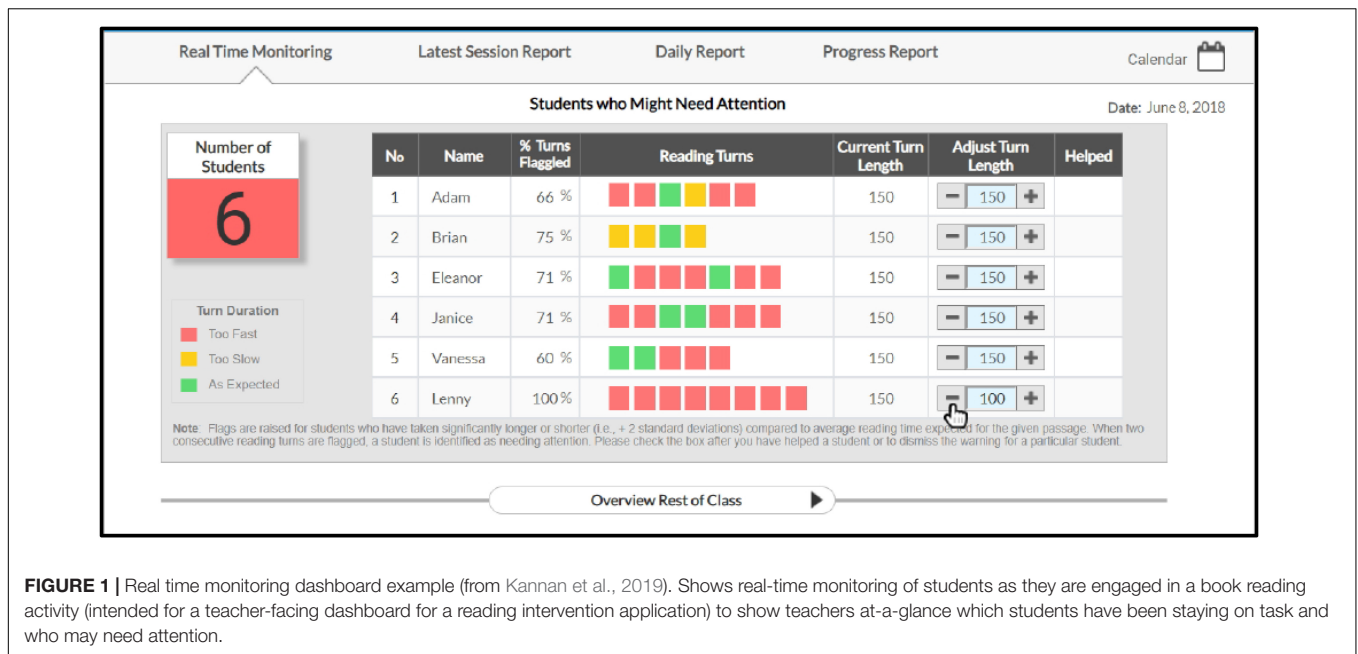 Real Time Monitoring Latest Session Report Daily Report Progress Report Calendar
Students who Might Need Attention
Date: June 8, 2018
Number of
Students
6
Turn Duration
Too Fast
Too Slow
As Expected
No Name % Turns Flaggled Reading Turns Current Turn Length Adjust Turn Length Helped
1 Adam 66 % 150 − 150 +
2 Brian 75 % 150 − 150 +
3 Eleanor 71 % 150 − 150 +
4 Janice 71 % 150 − 150 +
5 Vanessa 60 % 150 − 150 +
6 Lenny 100 % 150 − 100 +
Note: Flags are raised for students who have taken significantly longer or shorter (i.e., + 2 standard deviations) compared to average reading time expected for the given passage. When two
consecutive reading turns are flagged, a student is identified as needing attention. Please check the box after you have helped a student or to dismiss the warning for a particular student.
Overview Rest of Class
FIGURE 1 | Real time monitoring dashboard example (from Kannan et al., 2019). Shows real-time monitoring of students as they are engaged in a book reading
activity (intended for a teacher-facing dashboard for a reading intervention application) to show teachers at-a-glance which students have been staying on task and
who may need attention.